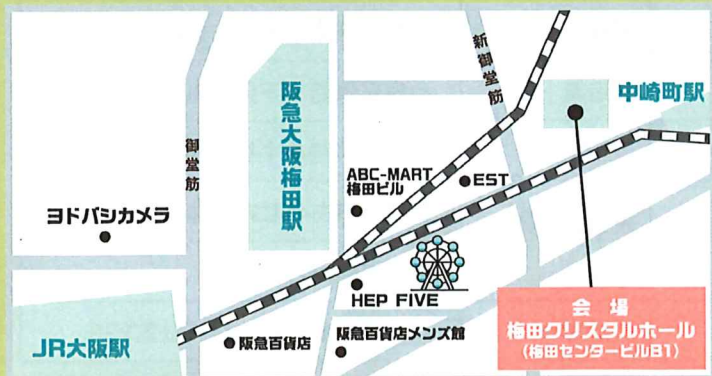 新御堂筋
中崎町駅
阪急大阪梅田駅
御堂筋
ABC-MART
梅田ビル
EST
ヨドバシカメラ
HEP FIVE
会場
梅田クリスタルホール
(梅田センタービルB1)
JR大阪駅
阪急百貨店
阪急百貨店メンズ館